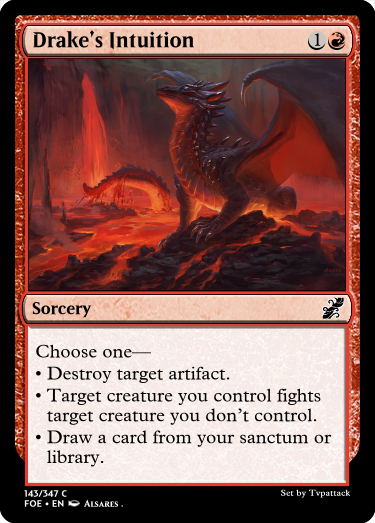 Drake's Intuition 1
Sorcery
Choose one—
• Destroy target artifact.
• Target creature you control fights
target creature you don't control.
• Draw a card from your sanctum or
library.
143/347 C
Set by Tvpattack
FOE • EN ALSARES .